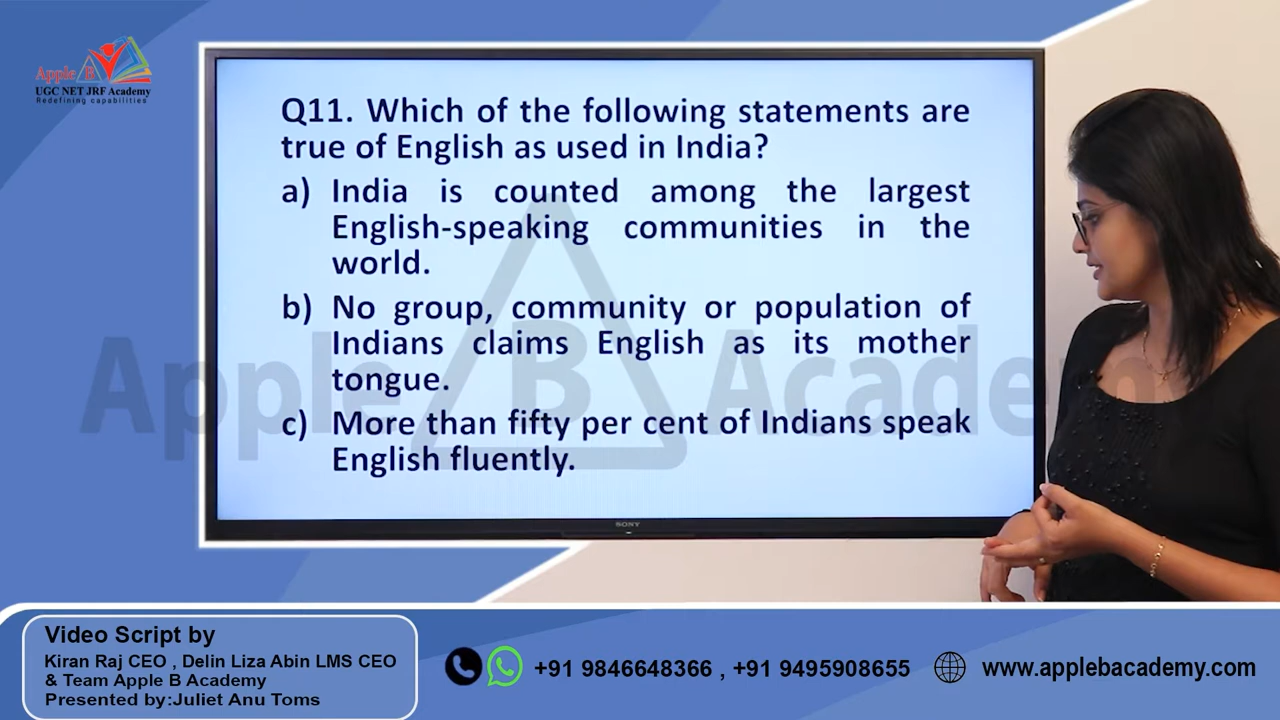 Apple B
UGC NET JRF Academy
Redefining capabilities
Q11. Which of the following statements are
true of English as used in India?
a) India is counted among the largest
English-speaking communities in the
world.
b) No group, community or population of
Indians claims English as its mother
tongue.
c) More than fifty per cent of Indians speak
English fluently.
Apple B Academy
SONY
Video Script by
Kiran Raj CEO , Delin Liza Abin LMS CEO
& Team Apple B Academy
Presented by:Juliet Anu Toms
+91 9846648366 , +91 9495908655
www.applebacademy.com